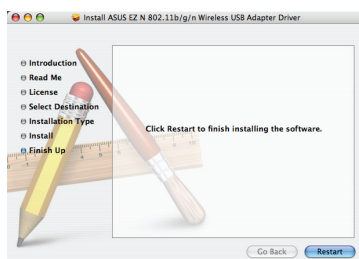 Install ASUS EZ N 802.11b/g/n Wireless USB Adapter Driver
Introduction
Read Me
License
Select Destination
Installation Type
Install
Finish Up
Click Restart to finish installing the software.
Go Back
Restart